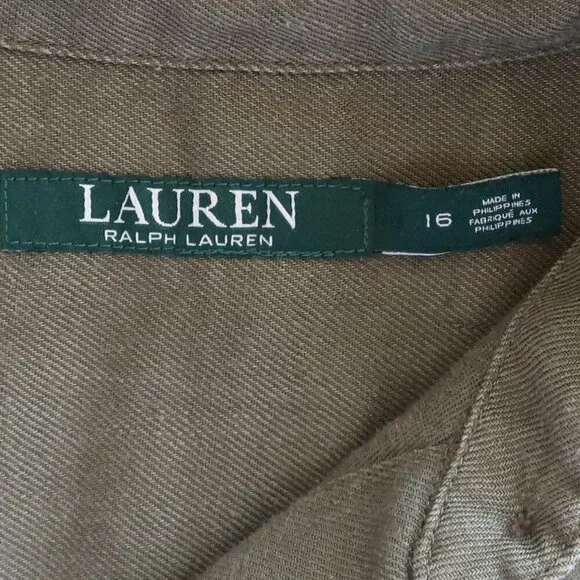 LAUREN
RALPH LAUREN
16
MADE IN
PHILIPPINES
FABRIQUÉ AUX
PHILIPPINES